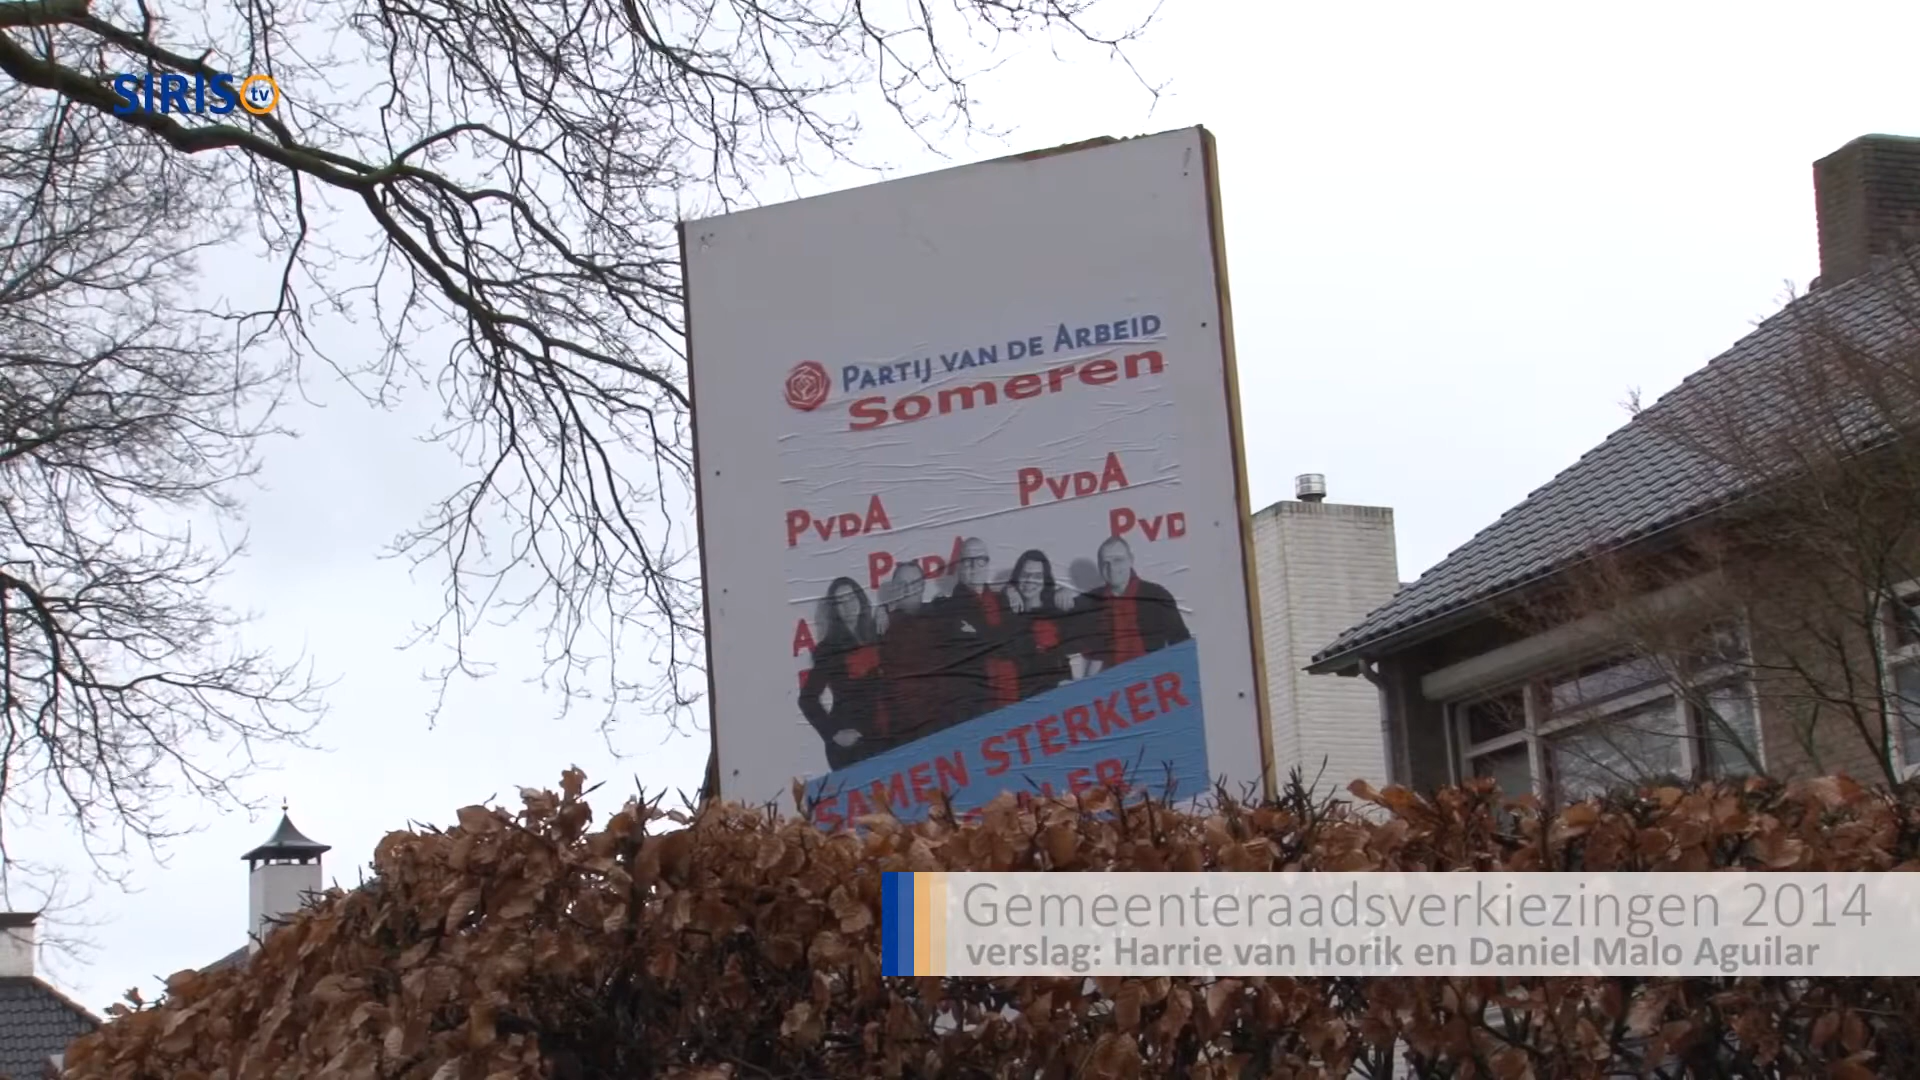 SIRIS tv
PARTIJ VAN DE ARBEID
Someren
PvdA
PvdA
PvD
PvdA
A
SAMEN STERKER
Gemeenteraadsverkiezingen 2014
verslag: Harrie van Horik en Daniel Malo Aguilar